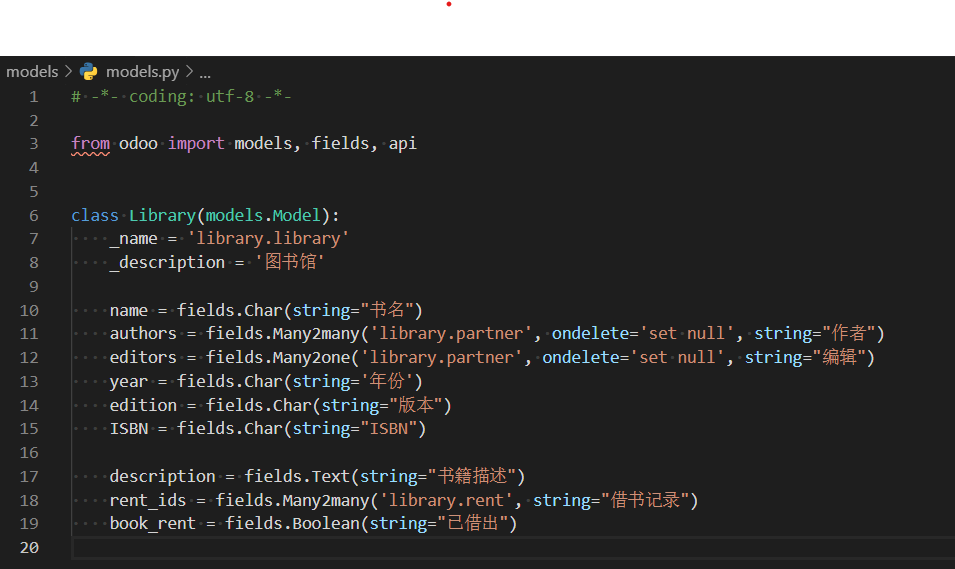 models > models.py > ...
1 # -*- coding: utf-8 -*-
2
3 from odoo import models, fields, api
4
5
6 class Library(models.Model):
7     _name = 'library.library'
8     _description = '图书馆'
9
10     name = fields.Char(string="书名")
11     authors = fields.Many2many('library.partner', ondelete='set null', string="作者")
12     editors = fields.Many2one('library.partner', ondelete='set null', string="编辑")
13     year = fields.Char(string='年份')
14     edition = fields.Char(string="版本")
15     ISBN = fields.Char(string="ISBN")
16
17     description = fields.Text(string="书籍描述")
18     rent_ids = fields.Many2many('library.rent', string="借书记录")
19     book_rent = fields.Boolean(string="已借出")
20